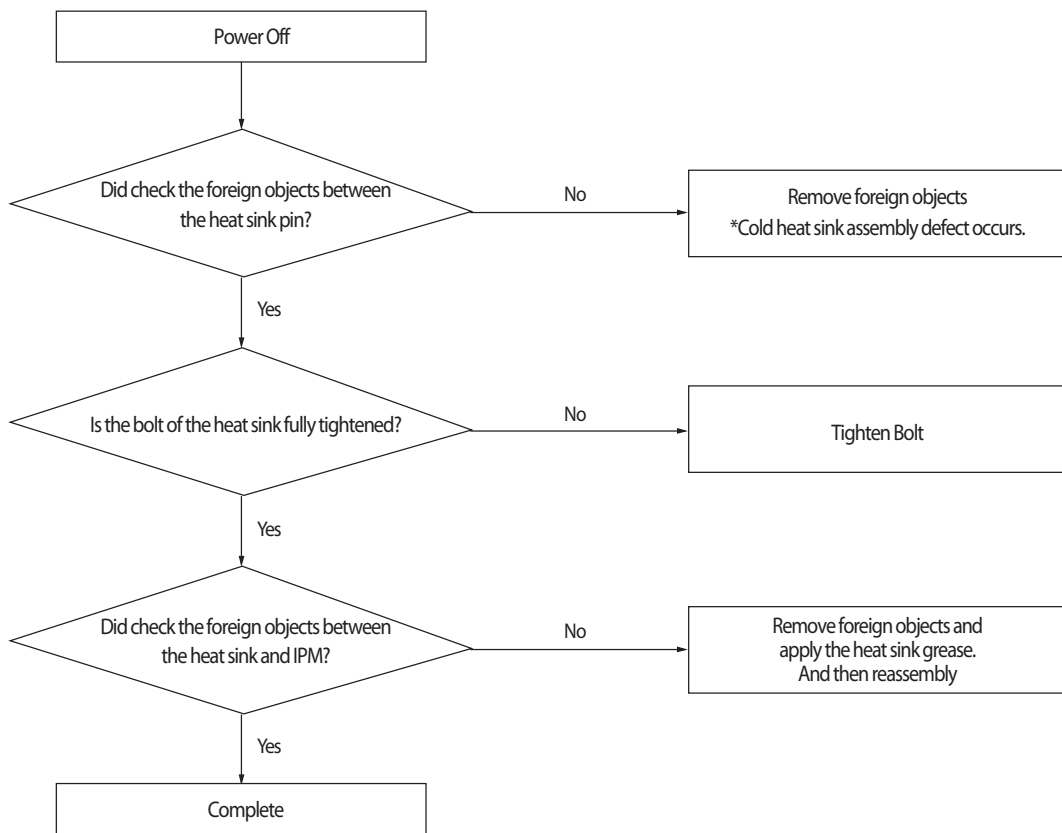 Power Off
Did check the foreign objects between
the heat sink pin?
No
Remove foreign objects
*Cold heat sink assembly defect occurs.
Yes
Is the bolt of the heat sink fully tightened?
No
Tighten Bolt
Yes
Did check the foreign objects between
the heat sink and IPM?
No
Remove foreign objects and
apply the heat sink grease.
And then reassembly
Yes
Complete